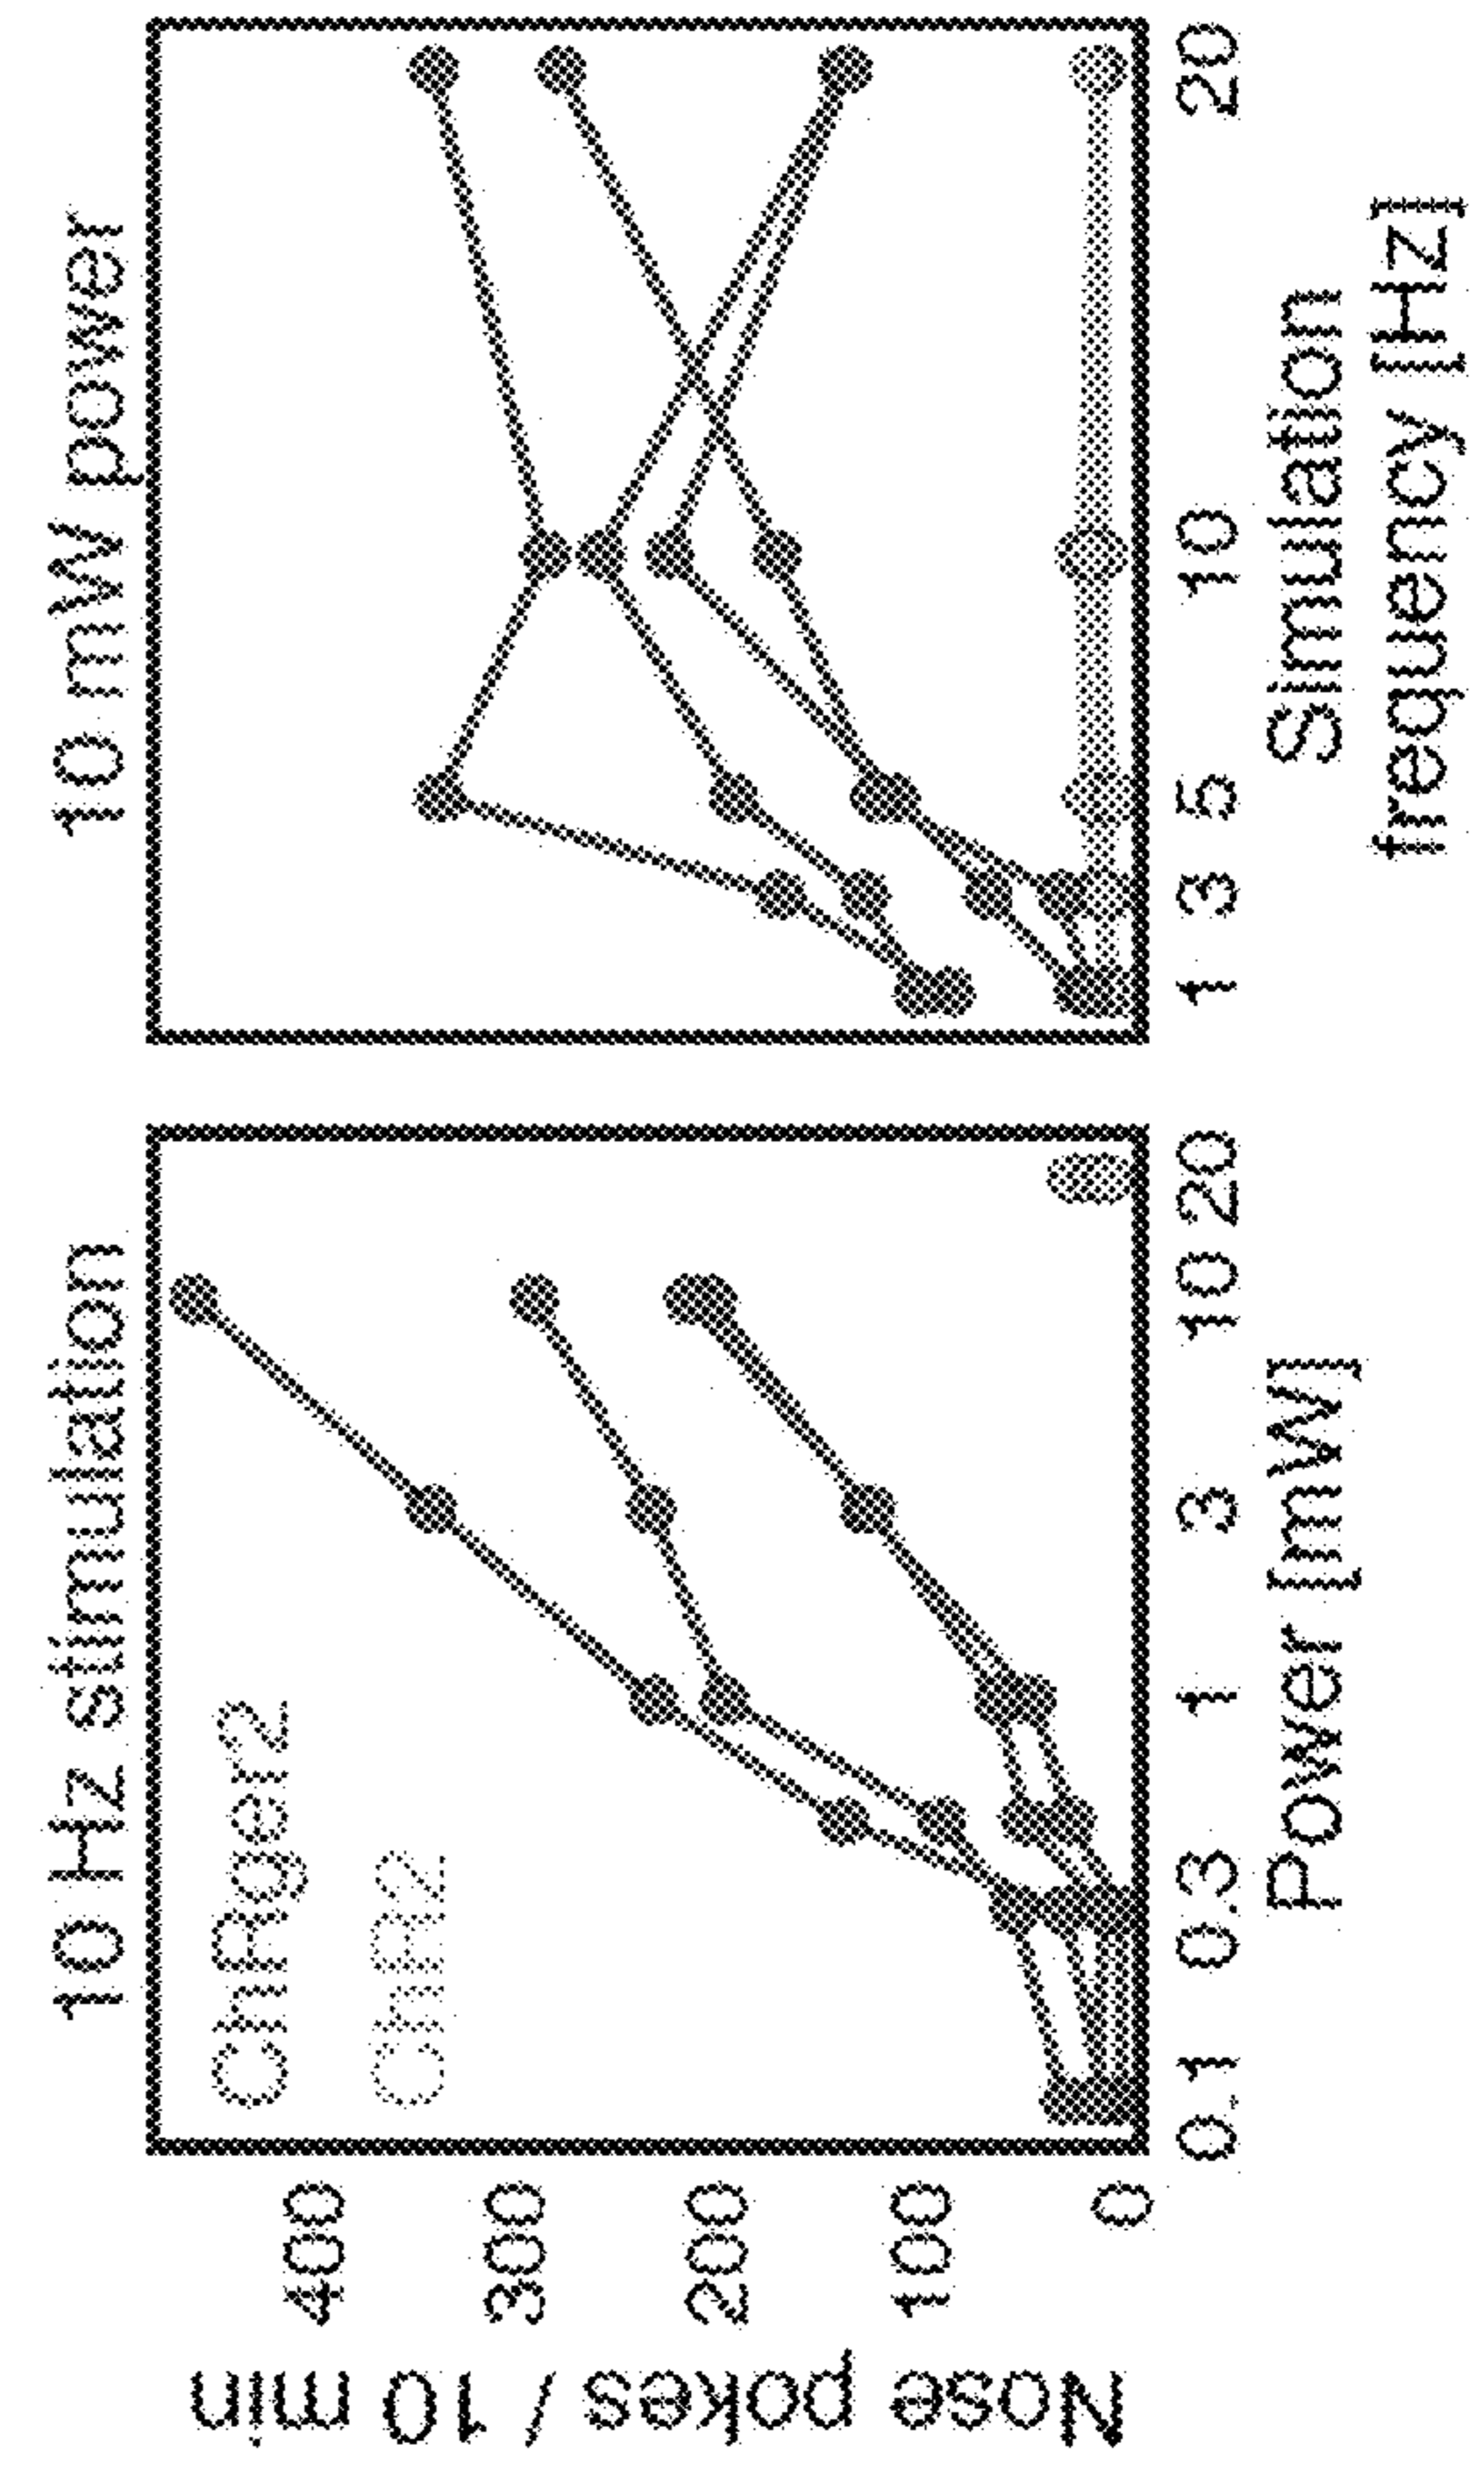 10 Hz stimulation
10 mW power
ChRger2
ChR2
Nose pokes / 10 min
400
300
200
100
0
0.1 0.3 1 3 10 20
1 3 5 10 20
Power [mW]
Simulation
frequency [Hz]